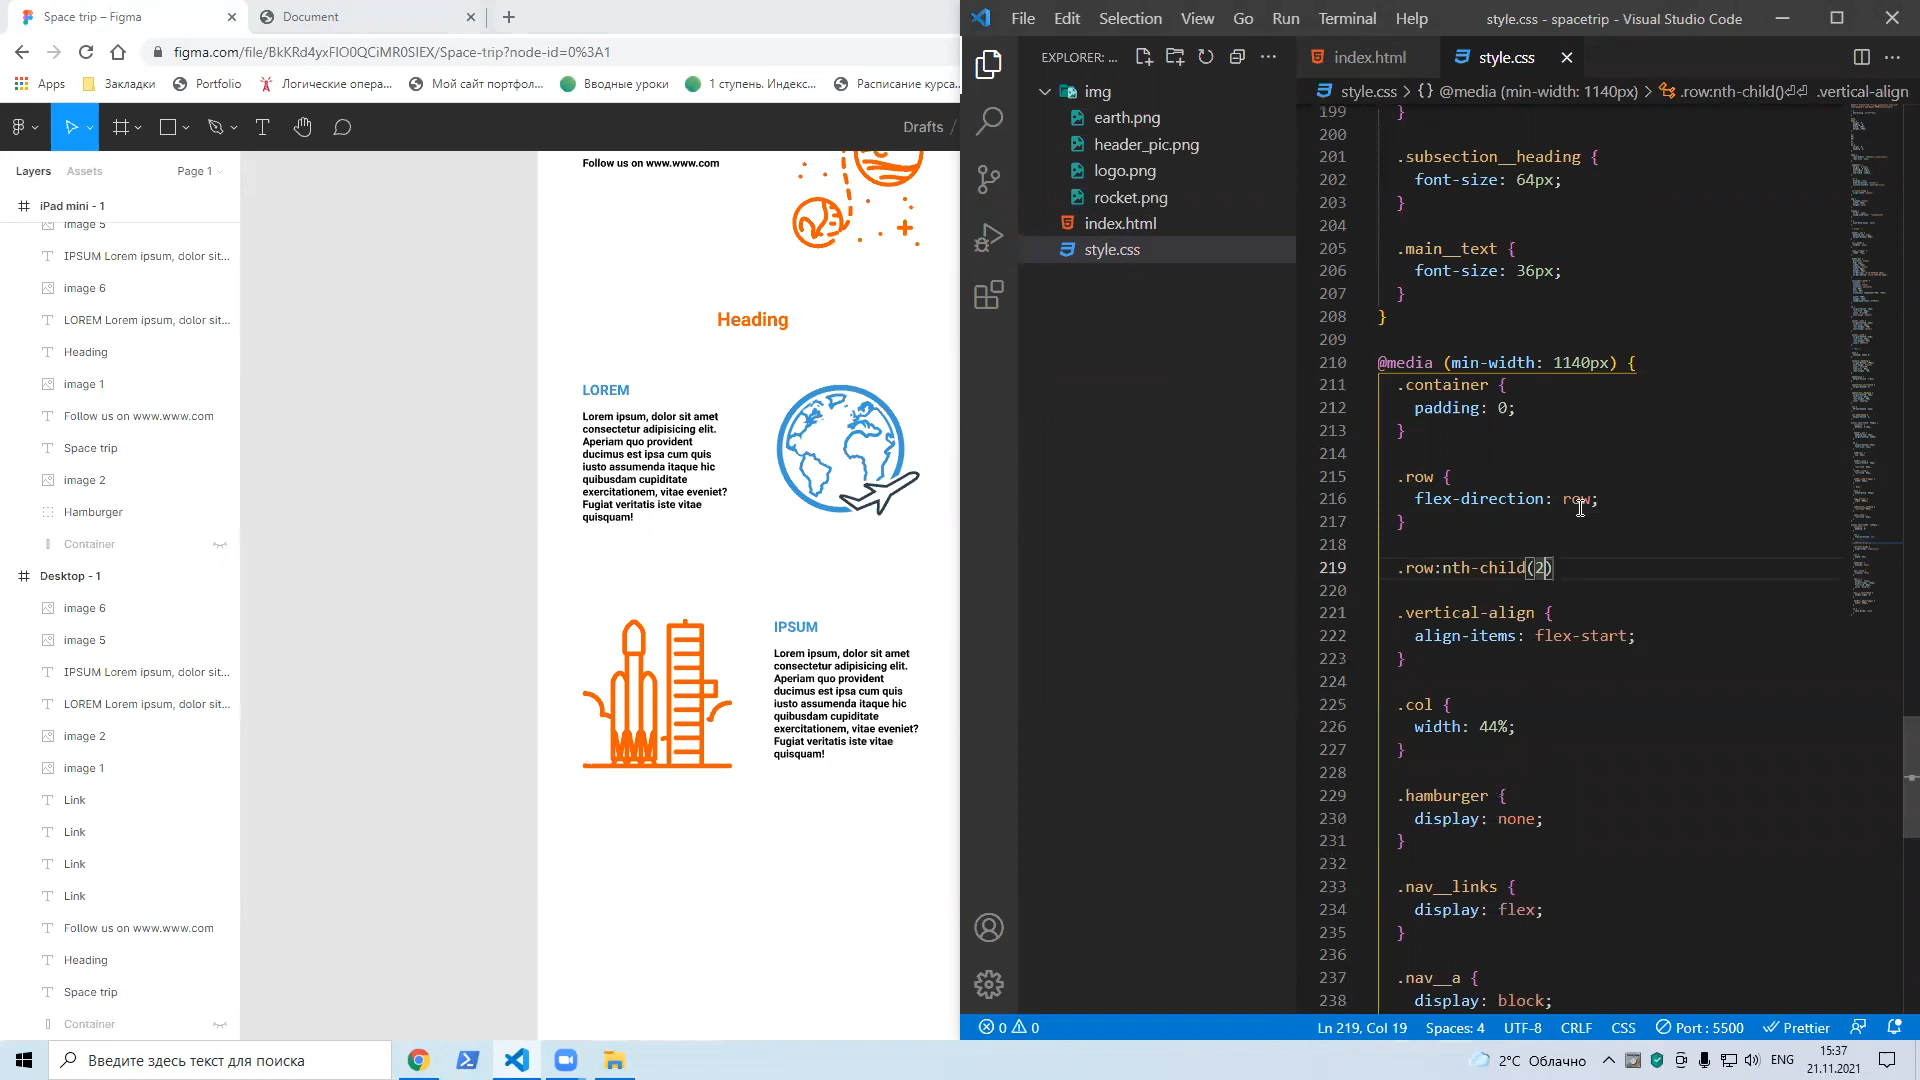 Space trip – Figma
Document
figma.com/file/BkKRd4yxFlO0QCiMR0SIEX/Space-trip?node-id=0%3A1
Apps
Закладки
Portfolio
Логические опера...
Мой сайт портфол...
Вводные уроки
1 ступень. Индекс...
Расписание курса...
Drafts /
Layers
Assets
Page 1
iPad mini - 1
image 5
IPSUM Lorem ipsum, dolor sit...
image 6
LOREM Lorem ipsum, dolor sit...
Heading
image 1
Follow us on www.www.com
Space trip
image 2
Hamburger
Container
Desktop - 1
image 6
image 5
IPSUM Lorem ipsum, dolor sit...
LOREM Lorem ipsum, dolor sit...
image 2
image 1
Link
Link
Link
Link
Follow us on www.www.com
Heading
Space trip
Container
Follow us on www.www.com
Heading
LOREM
Lorem ipsum, dolor sit amet
consectetur adipisicing elit.
Aperiam quo provident
ducimus est ipsa cum quis
iusto assumenda itaque hic
quibusdam cupiditate
exercitationem, vitae eveniet?
Fugiat veritatis iste vitae
quisquam!
IPSUM
Lorem ipsum, dolor sit amet
consectetur adipisicing elit.
Aperiam quo provident
ducimus est ipsa cum quis
iusto assumenda itaque hic
quibusdam cupiditate
exercitationem, vitae eveniet?
Fugiat veritatis iste vitae
quisquam!
File Edit Selection View Go Run Terminal Help
style.css - spacetrip - Visual Studio Code
EXPLORER: ...
img
earth.png
header_pic.png
logo.png
rocket.png
index.html
style.css
index.html
style.css
style.css > {} @media (min-width: 1140px) > .row:nth-child()⏎⏎ .vertical-align
199 }
200
201 .subsection__heading {
202 font-size: 64px;
203 }
204
205 .main__text {
206 font-size: 36px;
207 }
208 }
209
210 @media (min-width: 1140px) {
211 .container {
212 padding: 0;
213 }
214
215 .row {
216 flex-direction: row;
217 }
218
219 .row:nth-child(2)
220
221 .vertical-align {
222 align-items: flex-start;
223 }
224
225 .col {
226 width: 44%;
227 }
228
229 .hamburger {
230 display: none;
231 }
232
233 .nav__links {
234 display: flex;
235 }
236
237 .nav__a {
238 display: block;
0 0
Ln 219, Col 19
Spaces: 4
UTF-8
CRLF
CSS
Port : 5500
Prettier
Введите здесь текст для поиска
2°C Облачно
ENG
15:37
21.11.2021